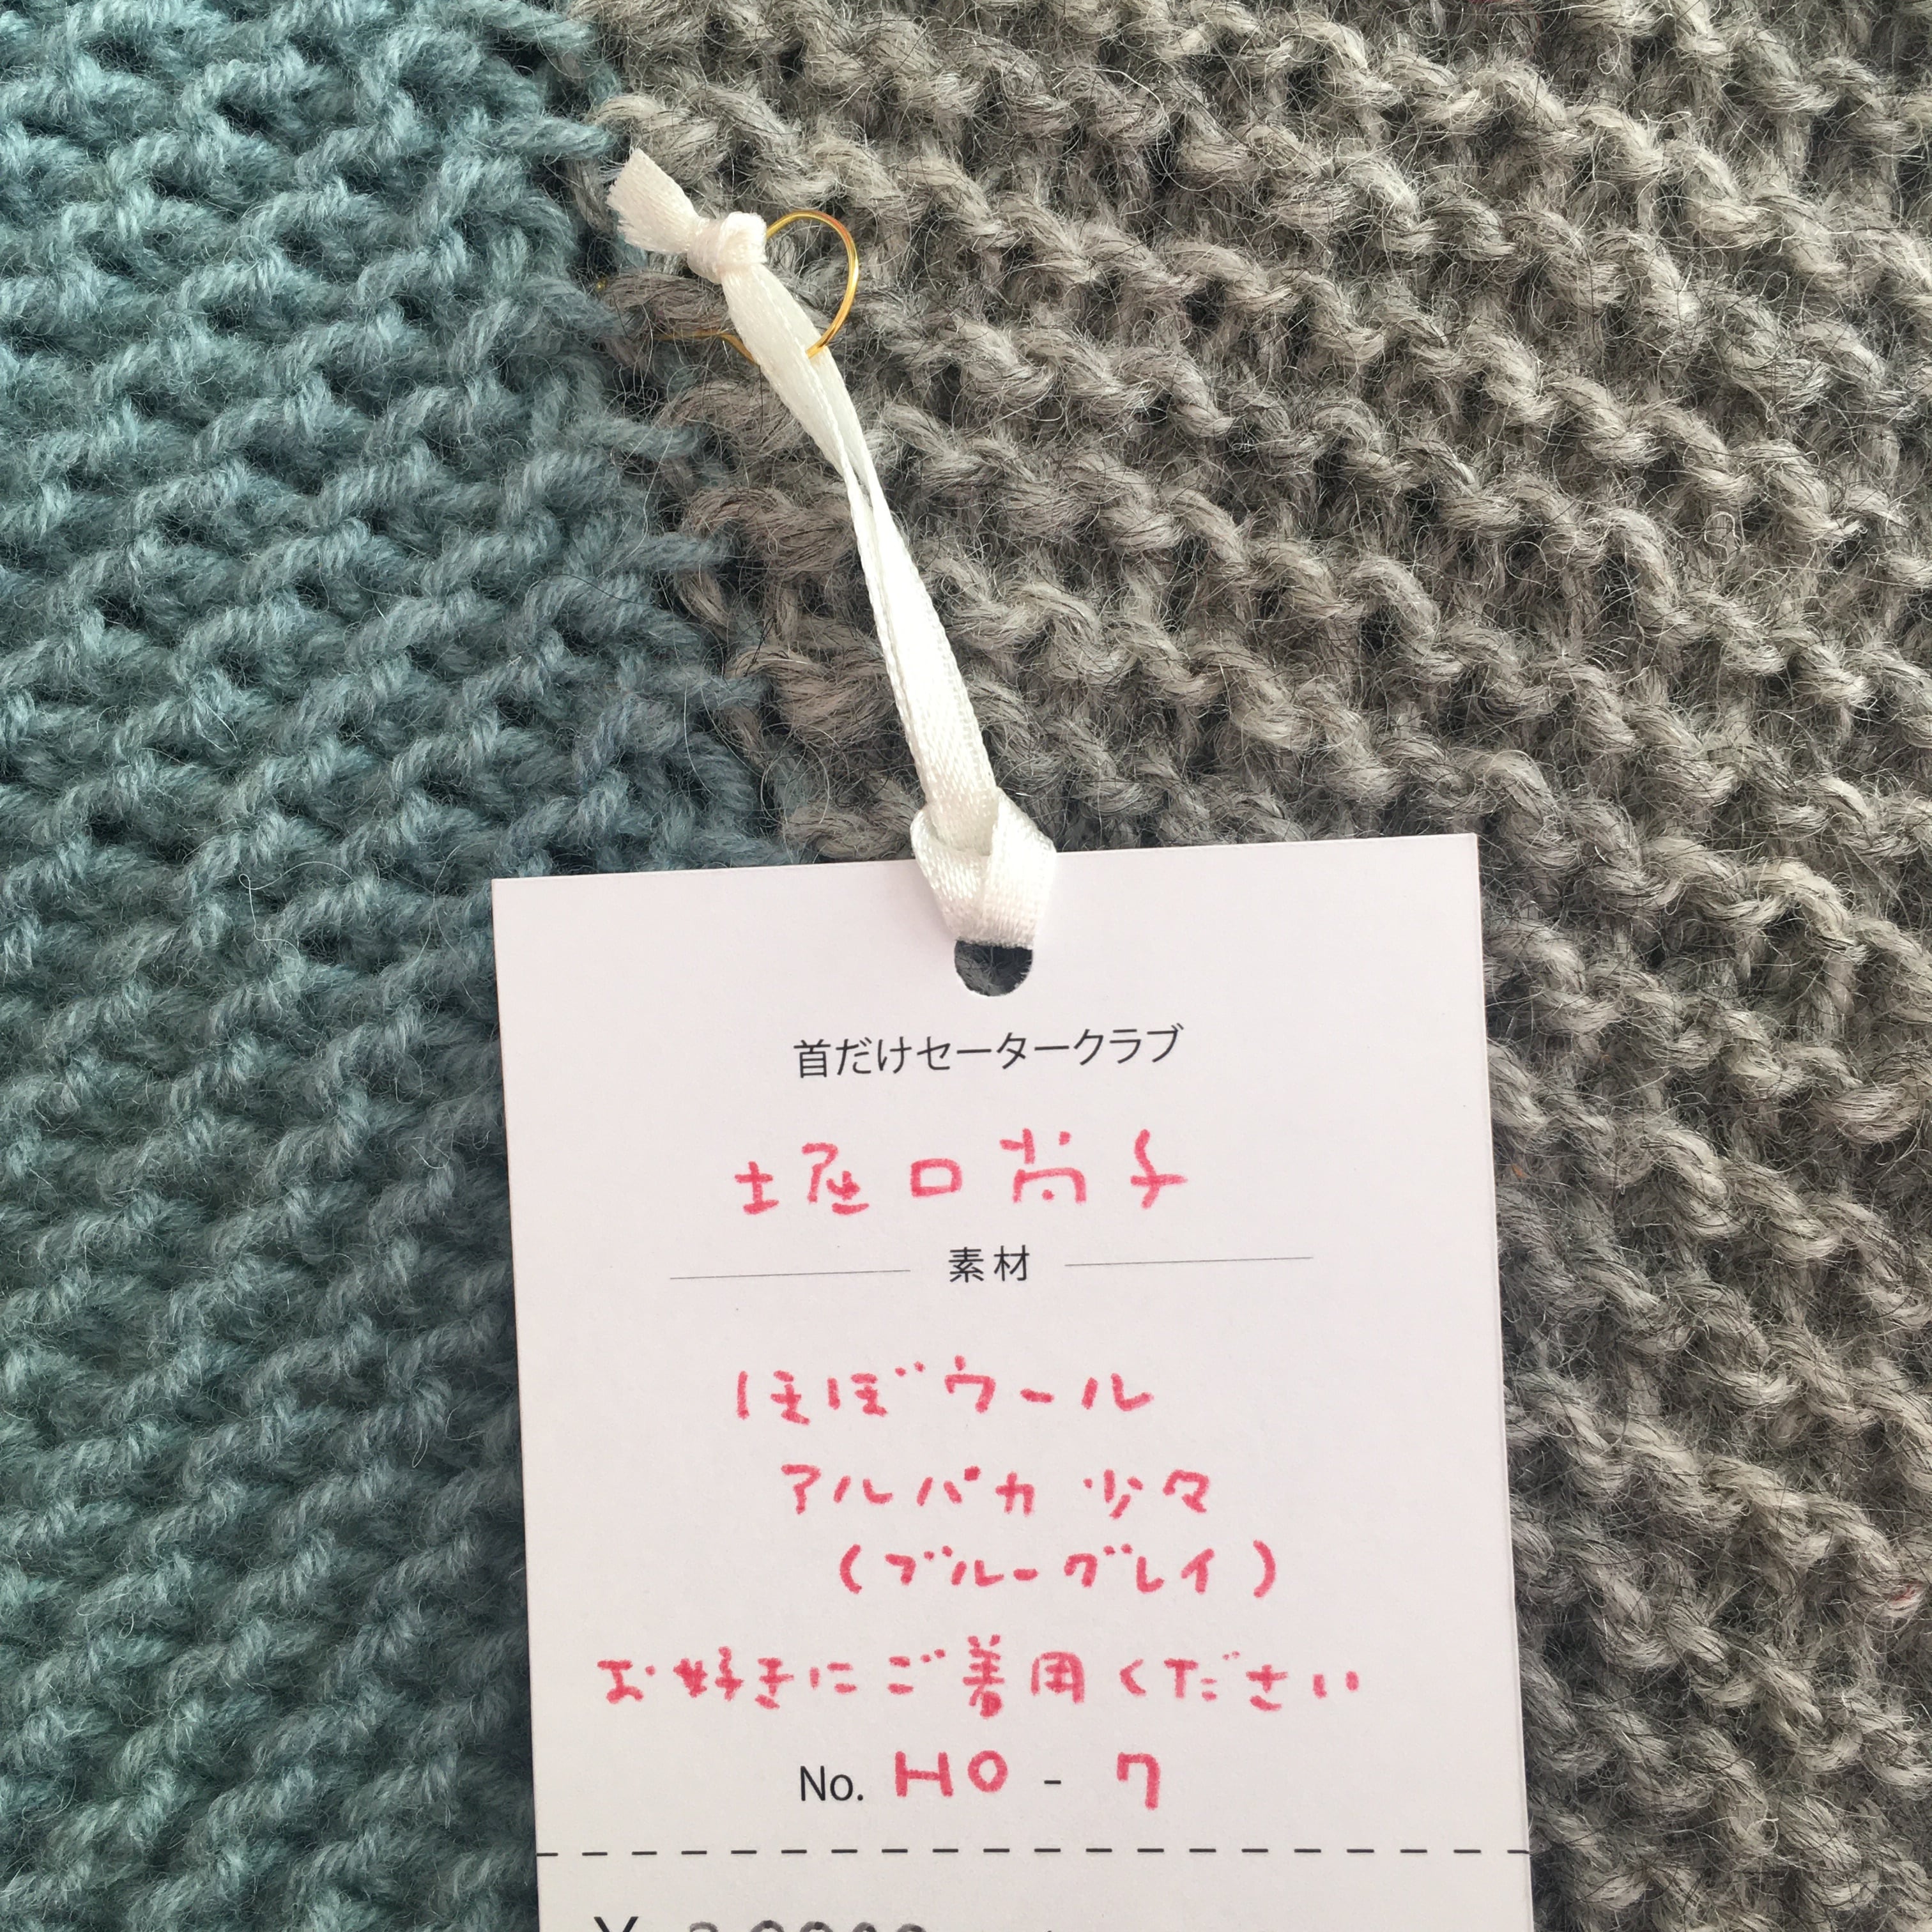 首だけセータークラブ
堀口尚子
素材
ほぼウール
アルパカ少々
(ブルーグレイ)
お好きにご着用ください
No. HO - 7
¥